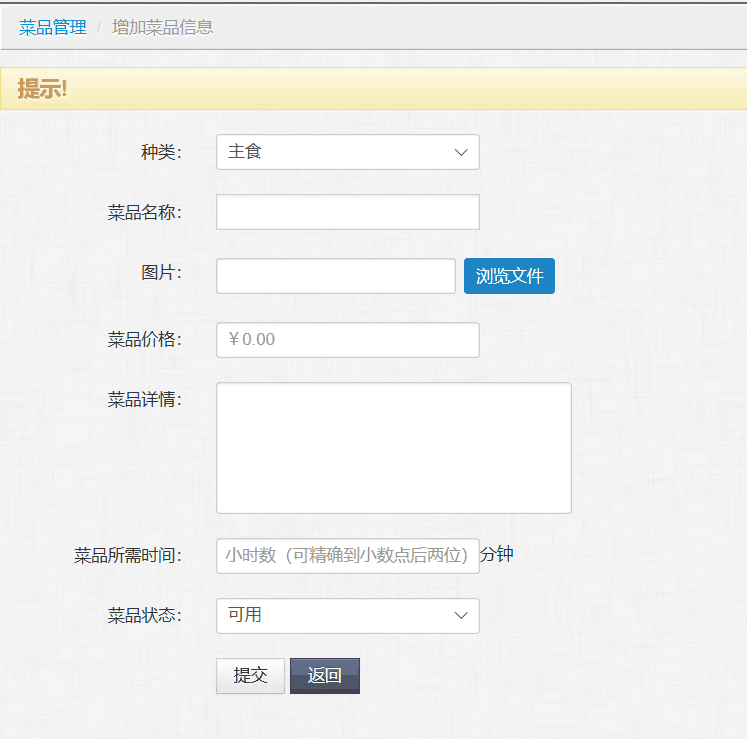 菜品管理 / 增加菜品信息
提示!
种类: 主食
菜品名称:
图片: 浏览文件
菜品价格: ￥0.00
菜品详情:
菜品所需时间: 小时数（可精确到小数点后两位） 分钟
菜品状态: 可用
提交 返回